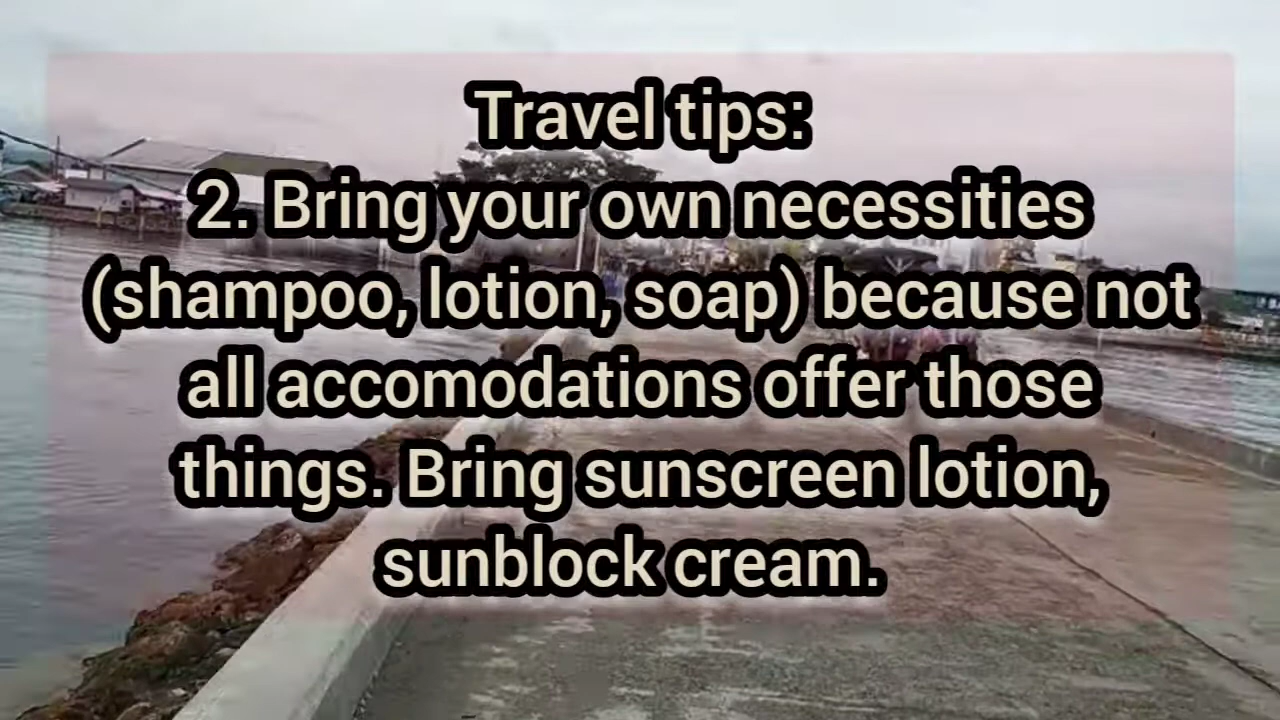 Travel tips:
2. Bring your own necessities
(shampoo, lotion, soap) because not
all accomodations offer those
things. Bring sunscreen lotion,
sunblock cream.